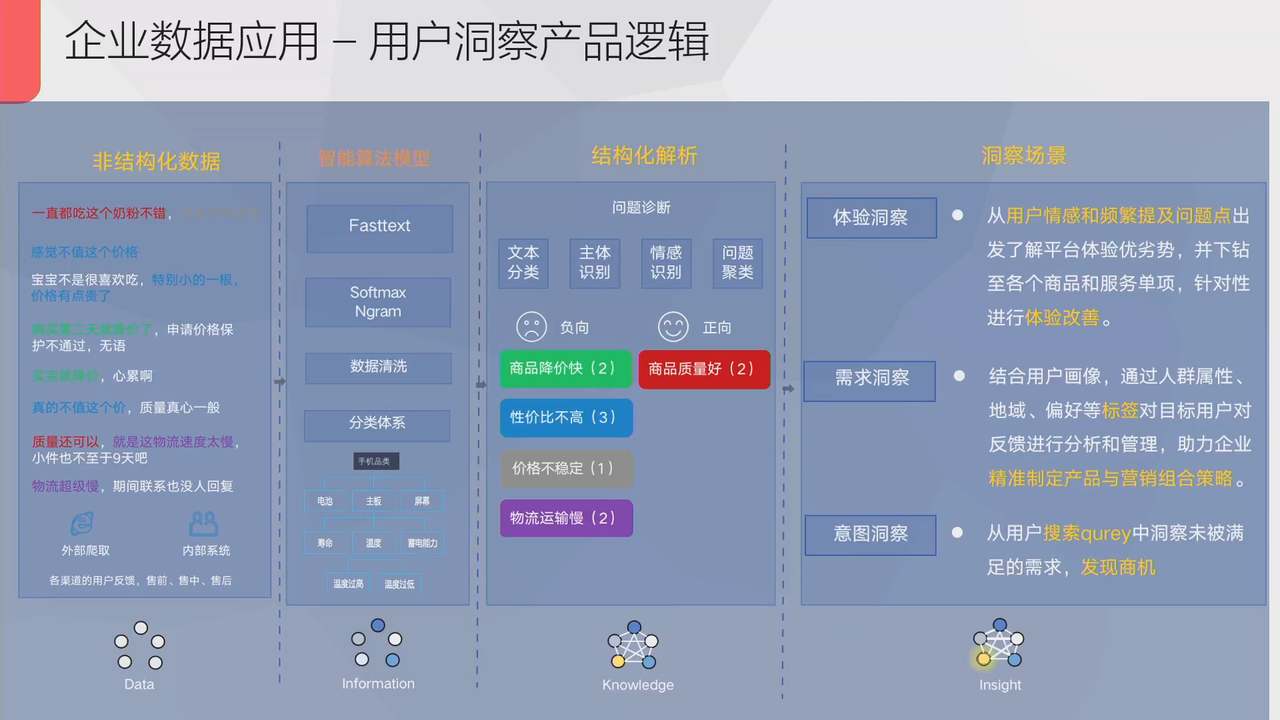 企业数据应用 – 用户洞察产品逻辑
非结构化数据
一直都吃这个奶粉不错，
感觉不值这个价格
宝宝不是很喜欢吃，特别小的一根，
价格有点贵了
购买第二天就降价了，申请价格保
护不通过，无语
买完就降价，心累啊
真的不值这个价，质量真心一般
质量还可以，就是这物流速度太慢，
小件也不至于9天吧
物流超级慢，期间联系也没人回复
外部爬取
内部系统
各渠道的用户反馈，售前、售中、售后
Data
智能算法模型
Fasttext
Softmax
Ngram
数据清洗
分类体系
手机品类
电池
主板
屏幕
寿命
温度
蓄电能力
温度过高
温度过低
Information
结构化解析
问题诊断
文本
分类
主体
识别
情感
识别
问题
聚类
负向
正向
商品降价快（2）
商品质量好（2）
性价比不高（3）
价格不稳定（1）
物流运输慢（2）
Knowledge
洞察场景
体验洞察
从用户情感和频繁提及问题点出
发了解平台体验优劣势，并下钻
至各个商品和服务单项，针对性
进行体验改善。
需求洞察
结合用户画像，通过人群属性、
地域、偏好等标签对目标用户对
反馈进行分析和管理，助力企业
精准制定产品与营销组合策略。
意图洞察
从用户搜索qurey中洞察未被满
足的需求，发现商机
Insight